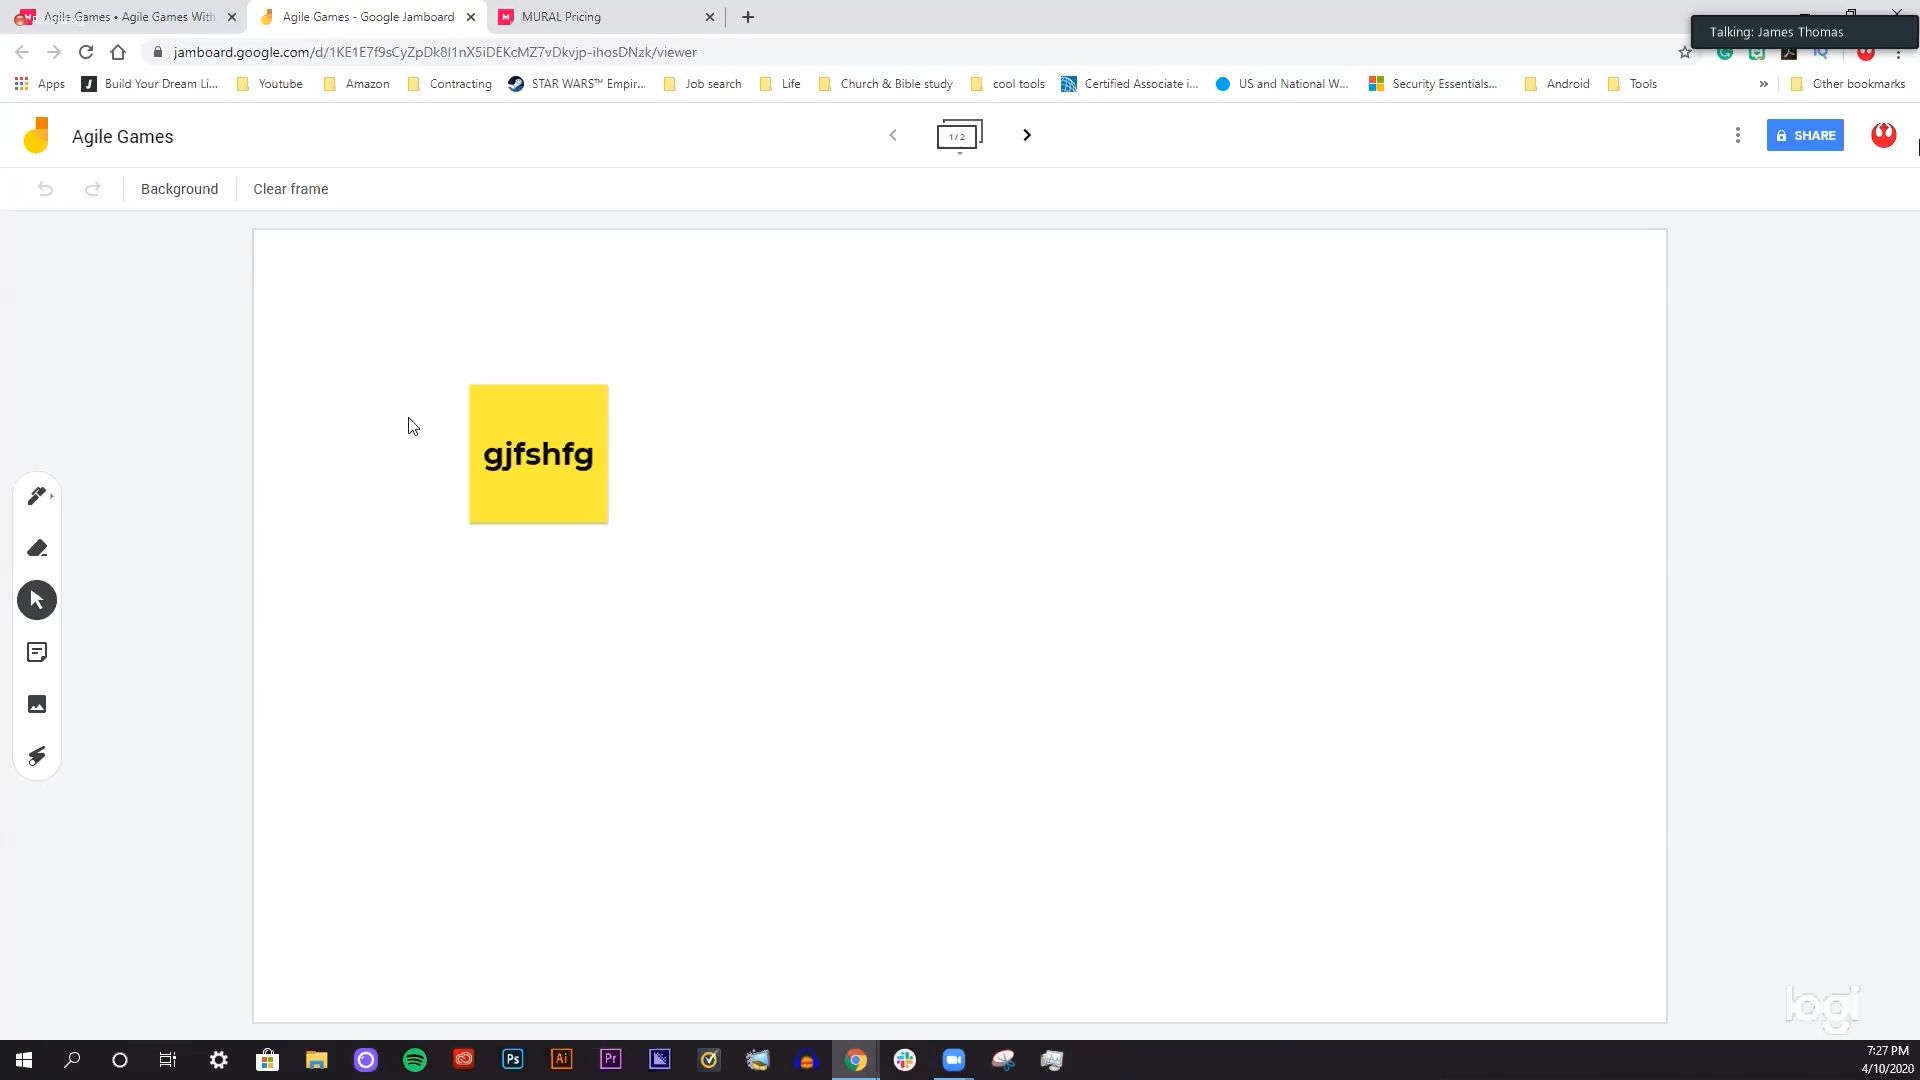 Agile Games • Agile Games With
Agile Games - Google Jamboard
MURAL Pricing
Talking: James Thomas
jamboard.google.com/d/1KE1E7f9sCyZpDk8I1nX5iDEKcMZ7vDkvjp-ihosDNzk/viewer
Apps
Build Your Dream Li...
Youtube
Amazon
Contracting
STAR WARS™ Empir...
Job search
Life
Church & Bible study
cool tools
Certified Associate i...
US and National W...
Security Essentials...
Android
Tools
»
Other bookmarks
Agile Games
1 / 2
SHARE
Background
Clear frame
gjfshfg
logi
Ps
Ai
Pr
7:27 PM
4/10/2020